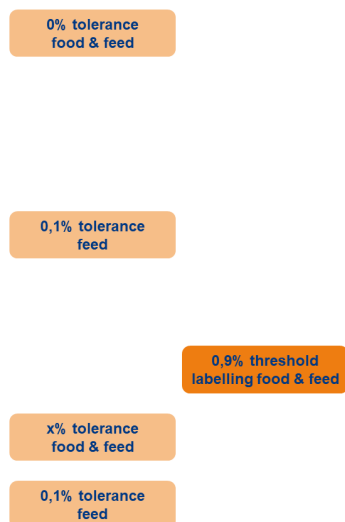 0% tolerance
food & feed
0,1% tolerance
feed
0,9% threshold
labelling food & feed
x% tolerance
food & feed
0,1% tolerance
feed